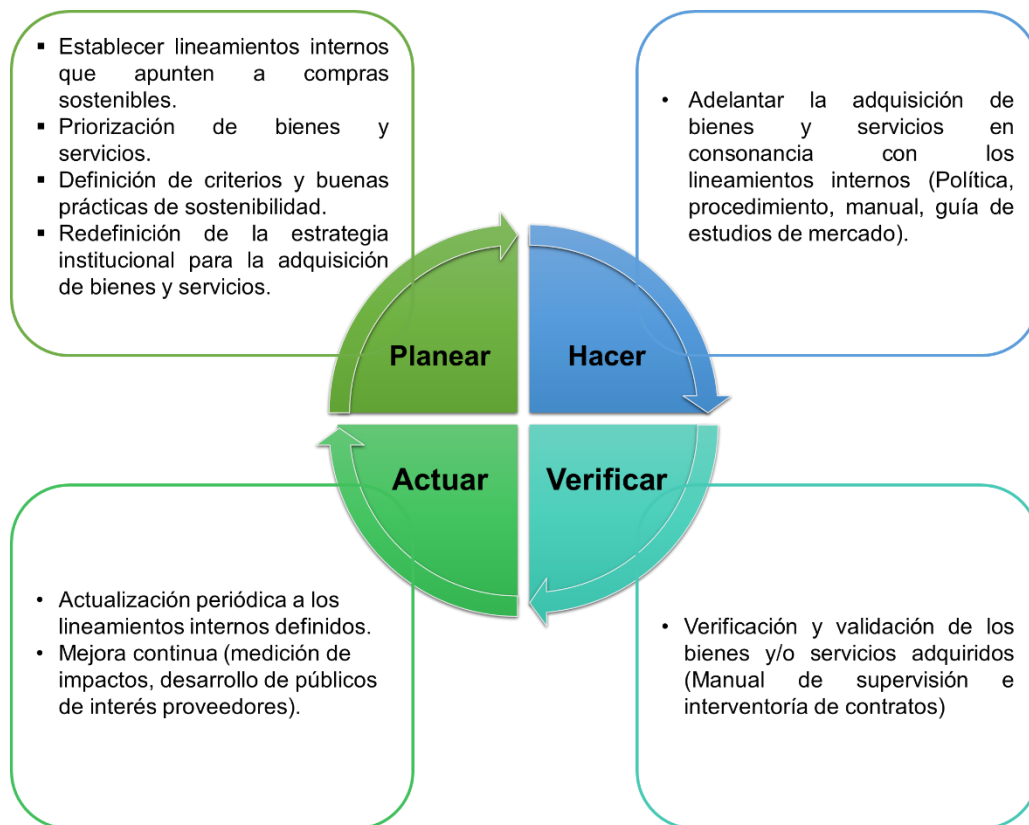 ▪ Establecer lineamientos internos
que apunten a compras
sostenibles.
▪ Priorización de bienes y
servicios.
▪ Definición de criterios y buenas
prácticas de sostenibilidad.
▪ Redefinición de la estrategia
institucional para la adquisición
de bienes y servicios.
• Adelantar la adquisición de
bienes y servicios en
consonancia con los
lineamientos internos (Política,
procedimiento, manual, guía de
estudios de mercado).
Planear
Hacer
Actuar
Verificar
• Actualización periódica a los
lineamientos internos definidos.
• Mejora continua (medición de
impactos, desarrollo de públicos
de interés proveedores).
• Verificación y validación de los
bienes y/o servicios adquiridos
(Manual de supervisión e
interventoría de contratos)